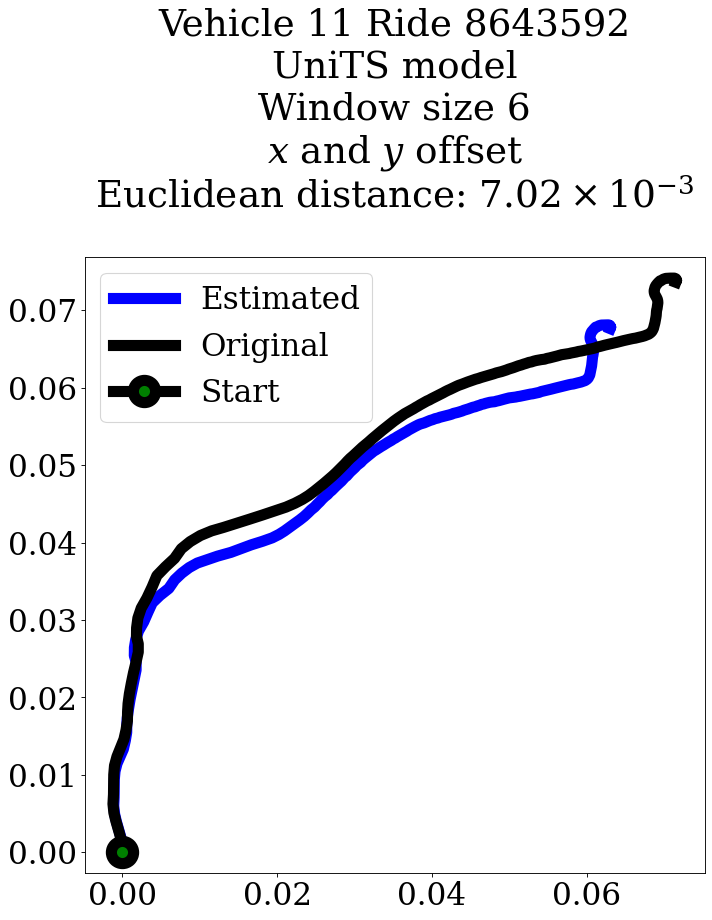 Vehicle 11 Ride 8643592
UniTS model
Window size 6
x and y offset
Euclidean distance: 7.02 × 10⁻³
Estimated
Original
Start
0.07
0.06
0.05
0.04
0.03
0.02
0.01
0.00
0.00 0.02 0.04 0.06